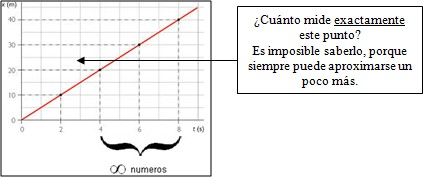 x (m)
40
30
20
10
0
0 2 4 6 8 t (s)
∞ numeros
¿Cuánto mide exactamente
este punto?
Es imposible saberlo, porque
siempre puede aproximarse un
poco más.